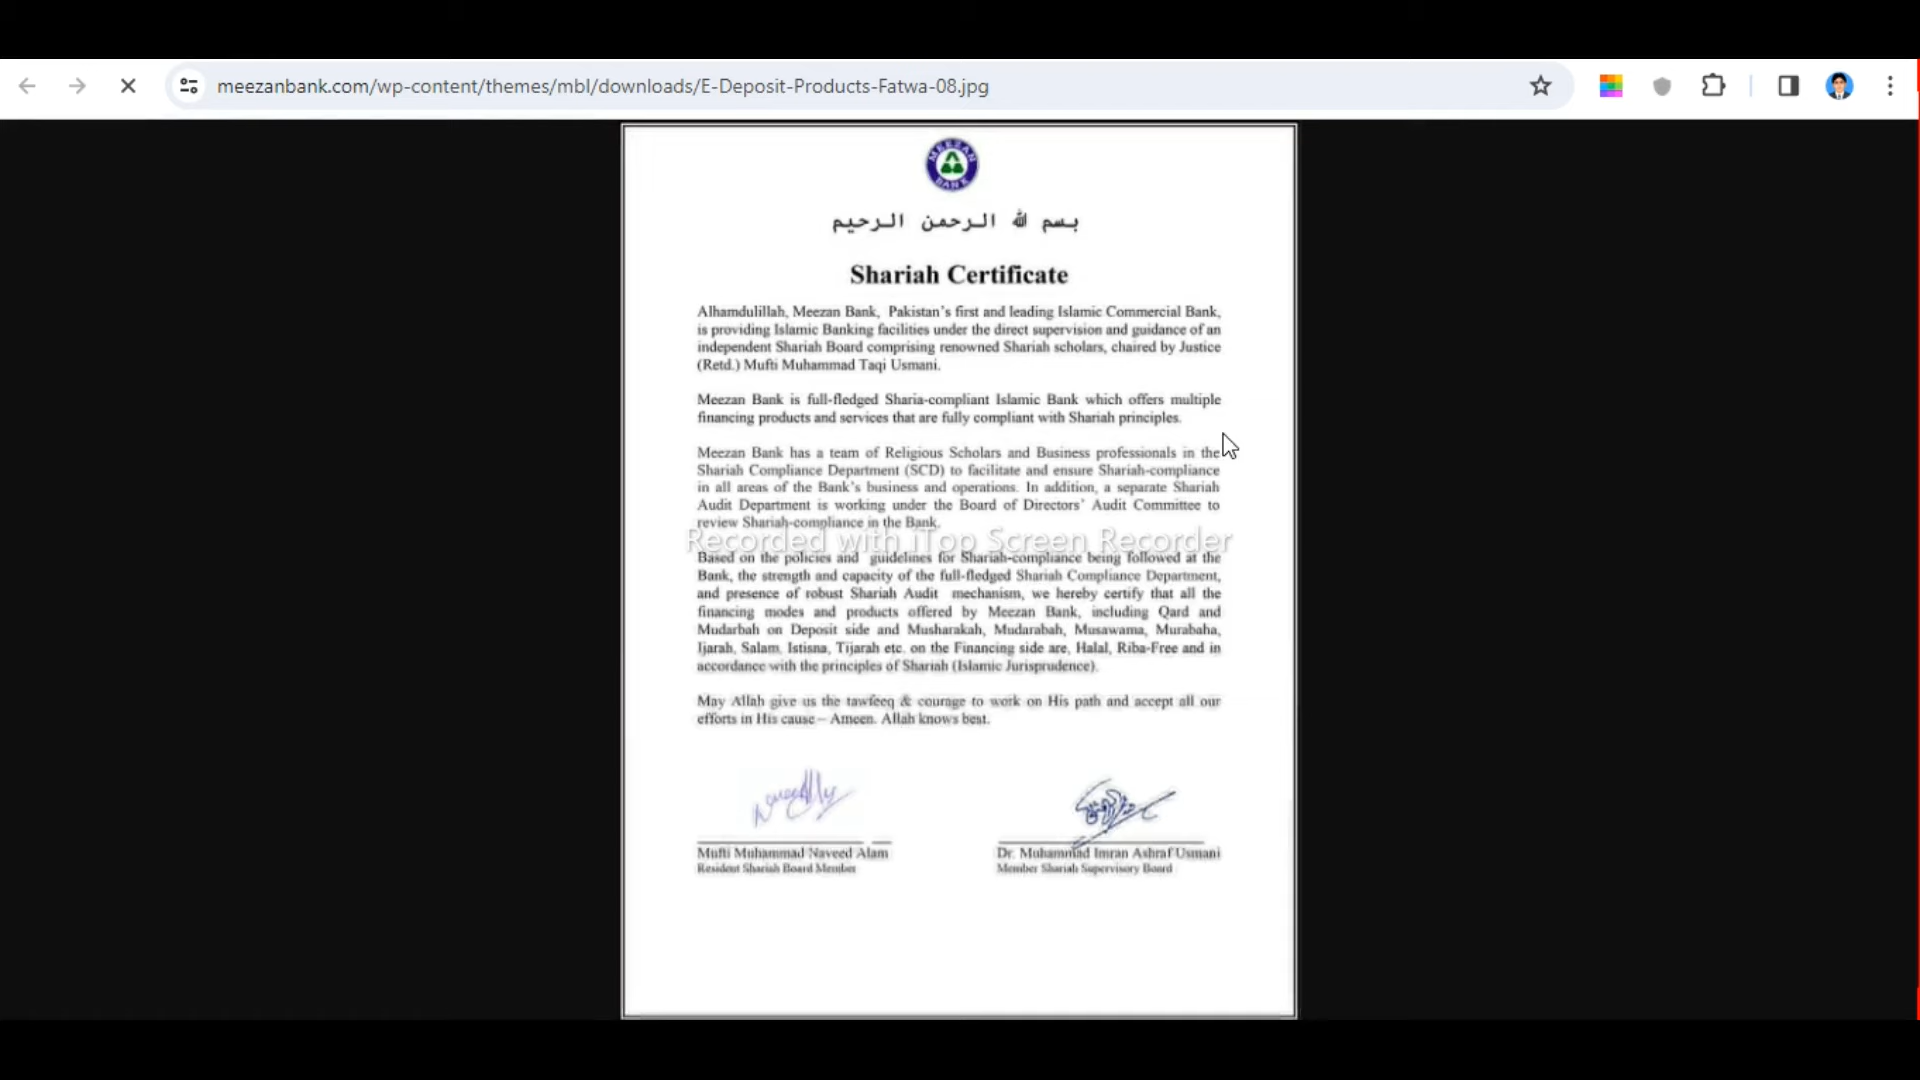 meezanbank.com/wp-content/themes/mbl/downloads/E-Deposit-Products-Fatwa-08.jpg
MEEZAN BANK
بسم الله الرحمن الرحيم
Shariah Certificate
Alhamdulillah, Meezan Bank, Pakistan's first and leading Islamic Commercial Bank,
is providing Islamic Banking facilities under the direct supervision and guidance of an
independent Shariah Board comprising renowned Shariah scholars, chaired by Justice
(Retd.) Mufti Muhammad Taqi Usmani.
Meezan Bank is full-fledged Sharia-compliant Islamic Bank which offers multiple
financing products and services that are fully compliant with Shariah principles.
Meezan Bank has a team of Religious Scholars and Business professionals in the
Shariah Compliance Department (SCD) to facilitate and ensure Shariah-compliance
in all areas of the Bank's business and operations. In addition, a separate Shariah
Audit Department is working under the Board of Directors' Audit Committee to
review Shariah-compliance in the Bank.
Recorded with iTop Screen Recorder
Based on the policies and guidelines for Shariah-compliance being followed at the
Bank, the strength and capacity of the full-fledged Shariah Compliance Department,
and presence of robust Shariah Audit mechanism, we hereby certify that all the
financing modes and products offered by Meezan Bank, including Qard and
Mudarbah on Deposit side and Musharakah, Mudarabah, Musawama, Murabaha,
Ijarah, Salam, Istisna, Tijarah etc. on the Financing side are, Halal, Riba-Free and in
accordance with the principles of Shariah (Islamic Jurisprudence).
May Allah give us the tawfeeq & courage to work on His path and accept all our
efforts in His cause – Ameen. Allah knows best.
Mufti Muhammad Naveed Alam
Resident Shariah Board Member
Dr. Muhammad Imran Ashraf Usmani
Member Shariah Supervisory Board